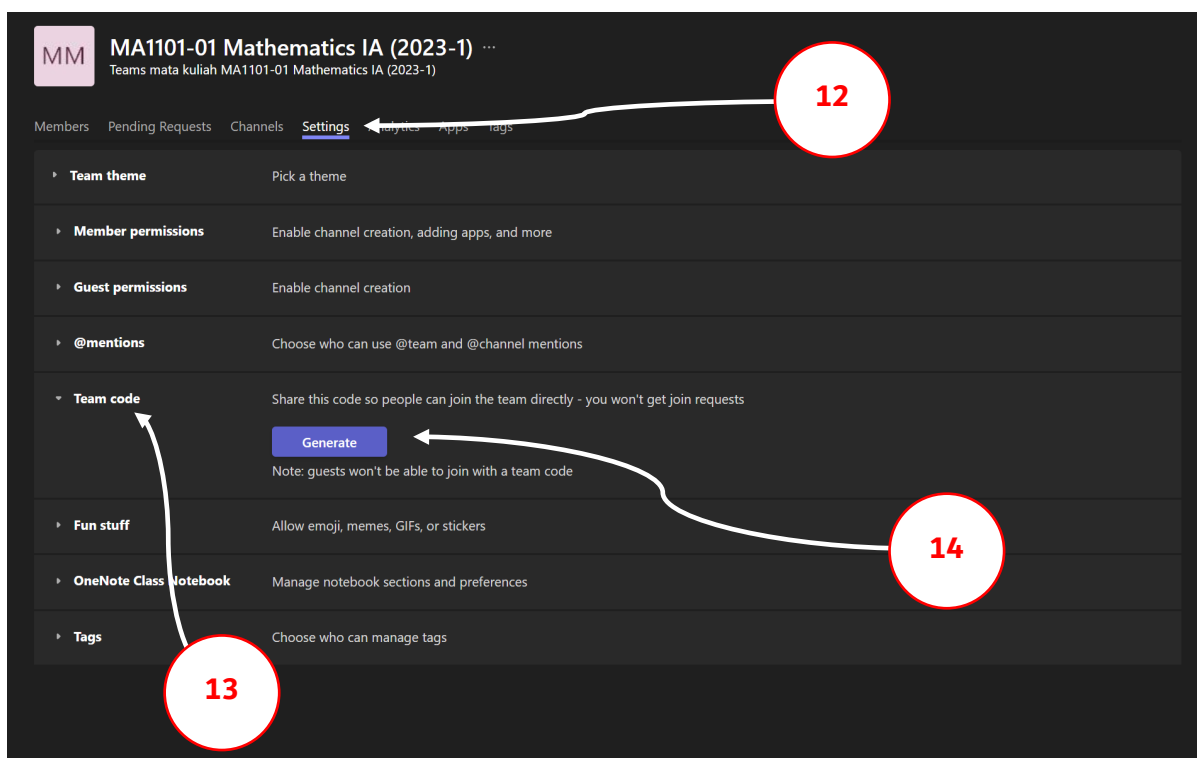 MM
MA1101-01 Mathematics IA (2023-1) ...
Teams mata kuliah MA1101-01 Mathematics IA (2023-1)
12
Members Pending Requests Channels Settings Analytics Apps Tags
Team theme Pick a theme
Member permissions Enable channel creation, adding apps, and more
Guest permissions Enable channel creation
@mentions Choose who can use @team and @channel mentions
Team code Share this code so people can join the team directly - you won't get join requests
Generate
Note: guests won't be able to join with a team code
Fun stuff Allow emoji, memes, GIFs, or stickers
14
OneNote Class Notebook Manage notebook sections and preferences
Tags Choose who can manage tags
13